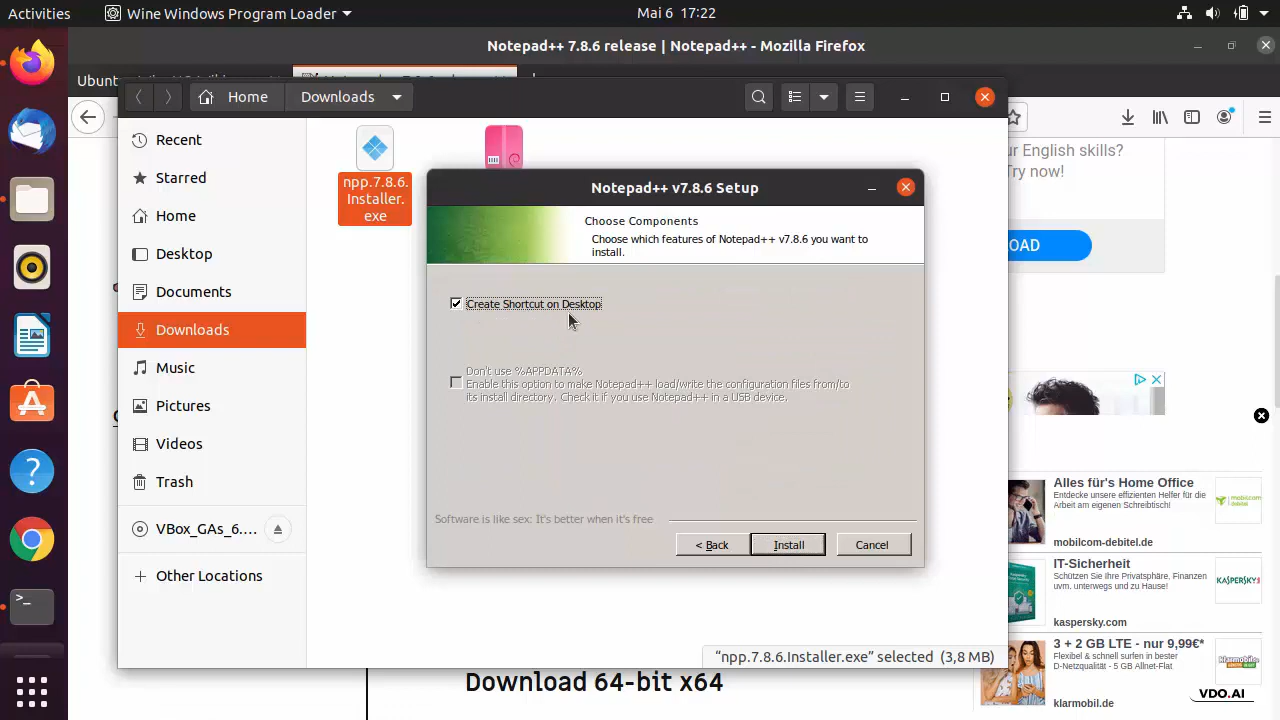 Activities
Wine Windows Program Loader
Mai 6  17:22
Notepad++ 7.8.6 release | Notepad++ - Mozilla Firefox
Ubunt
Home
Downloads
Recent
Starred
Home
Desktop
Documents
Downloads
Music
Pictures
Videos
Trash
VBox_GAs_6....
Other Locations
npp.7.8.6.
Installer.
exe
Notepad++ v7.8.6 Setup
Choose Components
Choose which features of Notepad++ v7.8.6 you want to
install.
Create Shortcut on Desktop
Don't use %APPDATA%
Enable this option to make Notepad++ load/write the configuration files from/to
its install directory. Check it if you use Notepad++ in a USB device.
Software is like sex: It's better when it's free
< Back
Install
Cancel
"npp.7.8.6.Installer.exe" selected  (3,8 MB)
Download 64-bit x64
ur English skills?
Try now!
OAD
Alles für's Home Office
Entdecke unsere effizienten Helfer für die
Arbeit am eigenen Schreibtisch!
mobilcom-debitel.de
mobilcom
debitel
IT-Sicherheit
Schützen Sie Ihre Privatsphäre, Finanzen
uvm. unterwegs und zu Hause!
kaspersky.com
KASPERSKY
3 + 2 GB LTE - nur 9,99€*
Flexibel & schnell surfen in bester
D-Netzqualität - 5 GB Allnet-Flat
klarmobil.de
klarmobil
VDO.AI